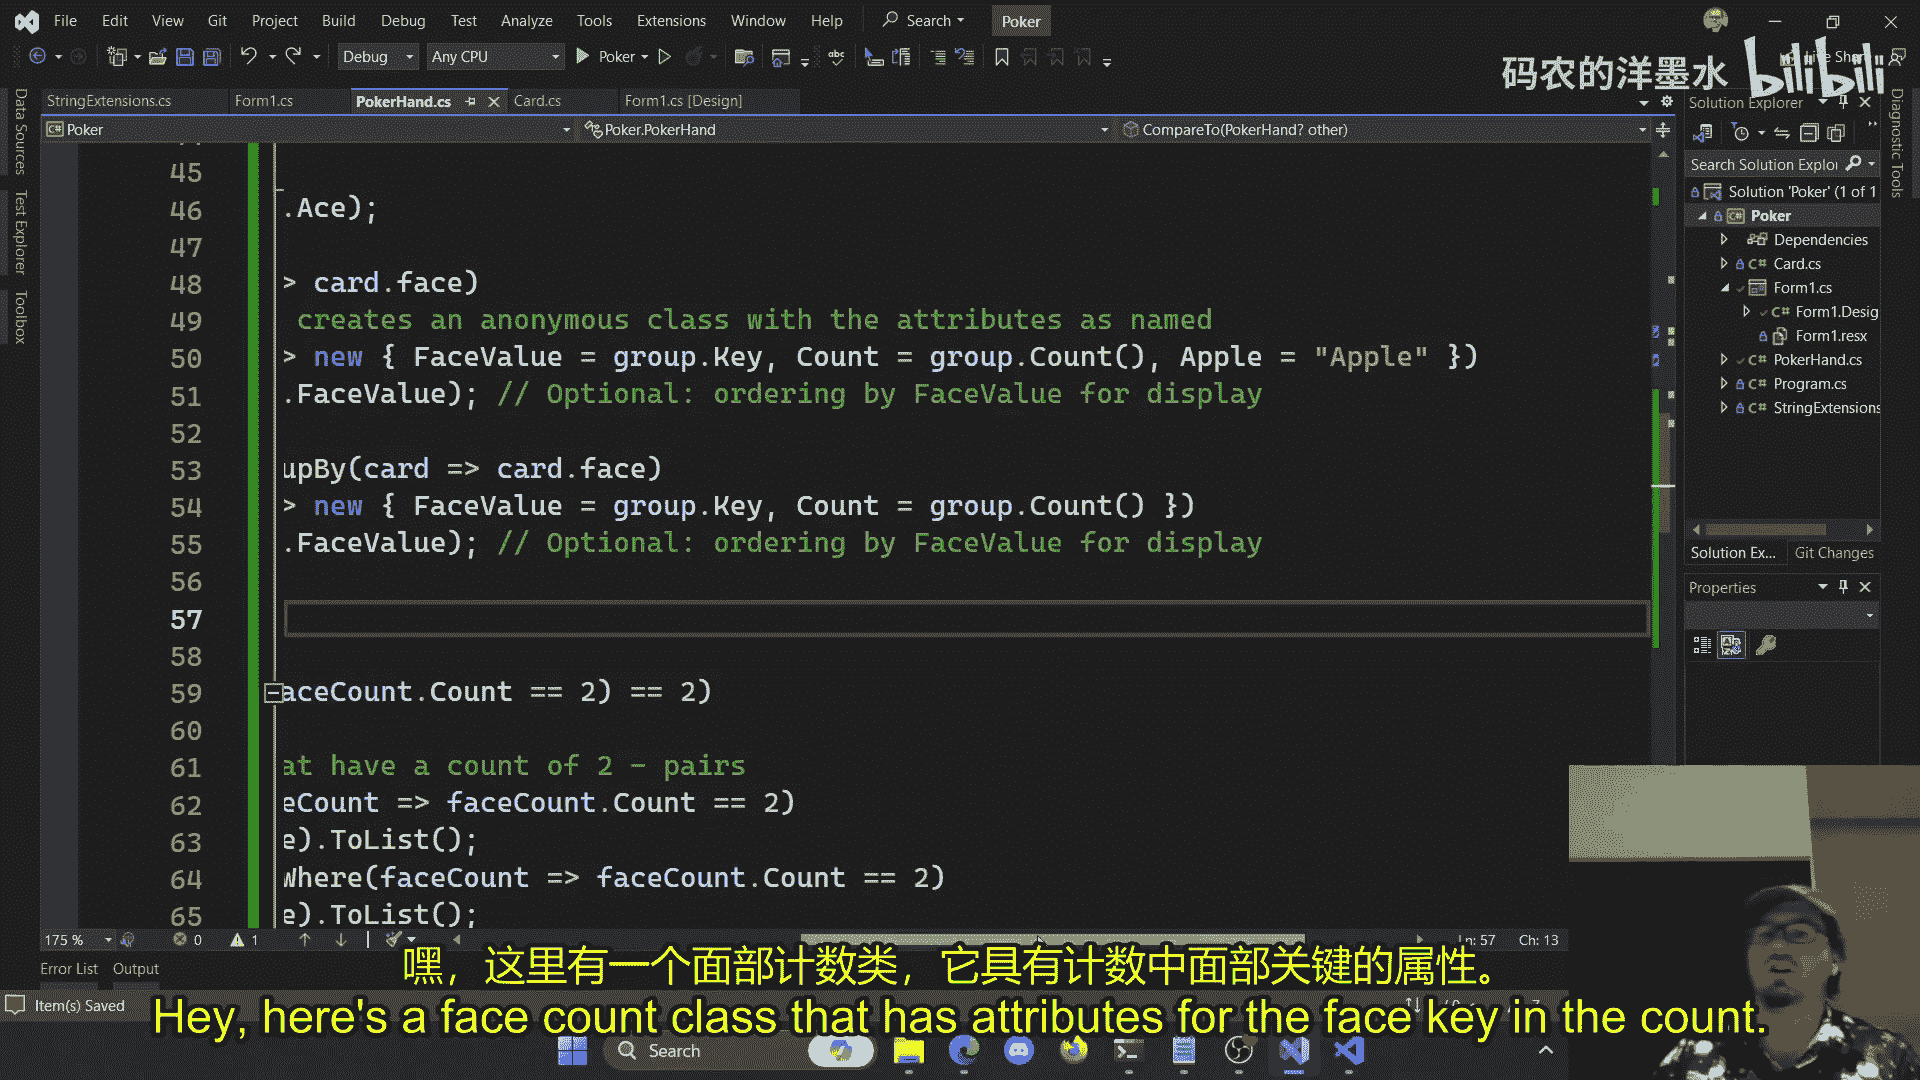 File Edit View Git Project Build Debug Test Analyze Tools Extensions Window Help Search Poker
Debug Any CPU Poker
码农的洋墨水 bilibili
StringExtensions.cs Form1.cs PokerHand.cs Card.cs Form1.cs [Design]
Poker Poker.PokerHand CompareTo(PokerHand? other)
Data Sources
Test Explorer
Toolbox
45
46 .Ace);
47
48 > card.face)
49 creates an anonymous class with the attributes as named
50 > new { FaceValue = group.Key, Count = group.Count(), Apple = "Apple" })
51 .FaceValue); // Optional: ordering by FaceValue for display
52
53 upBy(card => card.face)
54 > new { FaceValue = group.Key, Count = group.Count() })
55 .FaceValue); // Optional: ordering by FaceValue for display
56
57
58
59 aceCount.Count == 2) == 2)
60
61 at have a count of 2 - pairs
62 eCount => faceCount.Count == 2)
63 e).ToList();
64 Where(faceCount => faceCount.Count == 2)
65 e).ToList();
175 % 0 1 Ln: 57 Ch: 13
Error List Output
Item(s) Saved
Solution Explorer
Search Solution Explor
Solution 'Poker' (1 of 1
Poker
Dependencies
Card.cs
Form1.cs
Form1.Desig
Form1.resx
PokerHand.cs
Program.cs
StringExtensions
Solution Ex... Git Changes
Properties
Diagnostic Tools
嘿，这里有一个面部计数类，它具有计数中面部关键的属性。
Hey, here's a face count class that has attributes for the face key in the count.
Search